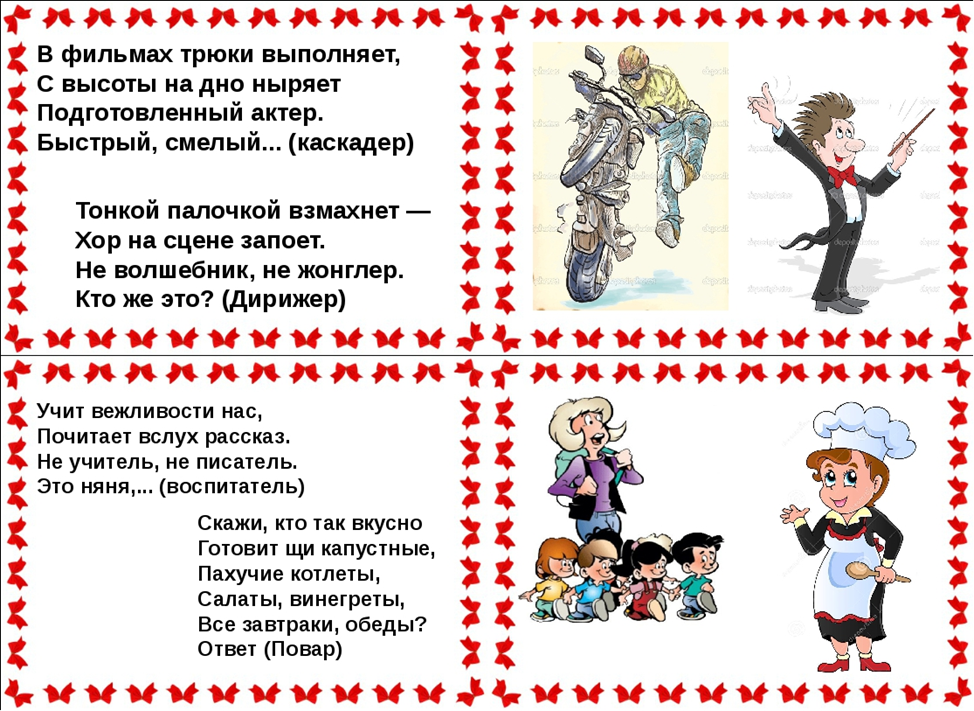 В фильмах трюки выполняет,
С высоты на дно ныряет
Подготовленный актер.
Быстрый, смелый... (каскадер)
Тонкой палочкой взмахнет —
Хор на сцене запоет.
Не волшебник, не жонглер.
Кто же это? (Дирижер)
Учит вежливости нас,
Почитает вслух рассказ.
Не учитель, не писатель.
Это няня,... (воспитатель)
Скажи, кто так вкусно
Готовит щи капустные,
Пахучие котлеты,
Салаты, винегреты,
Все завтраки, обеды?
Ответ (Повар)